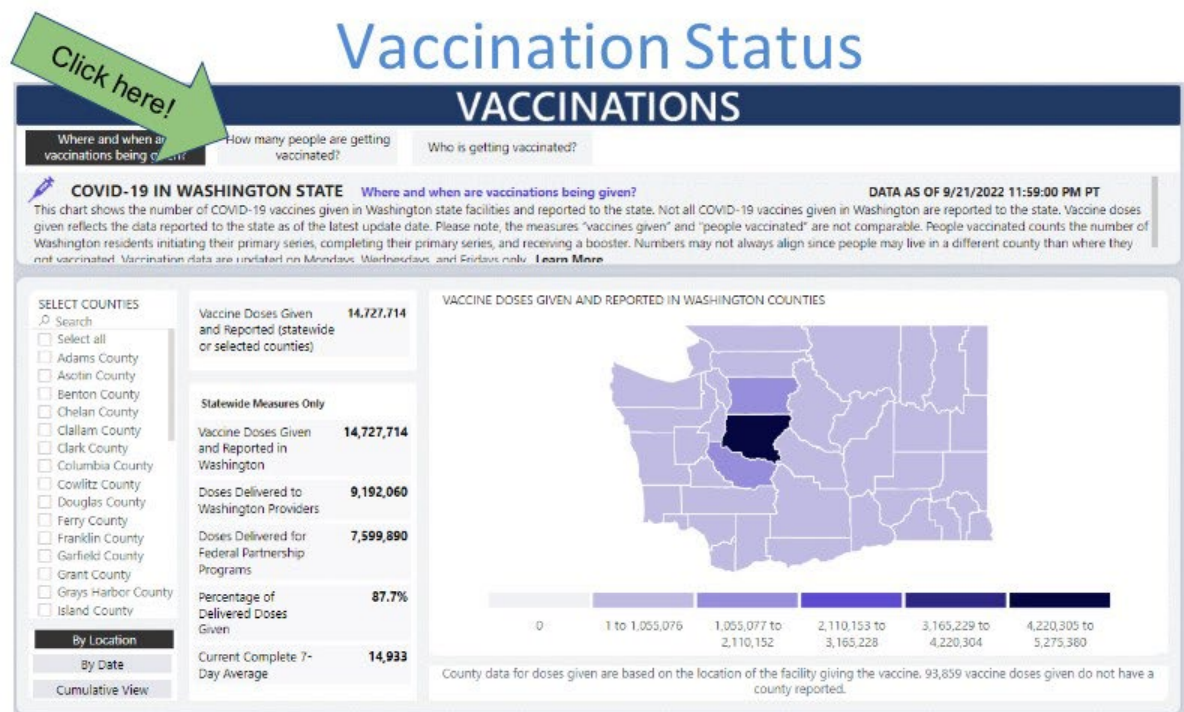 Vaccination Status
Click here!
VACCINATIONS
Where and when are
vaccinations being given?
How many people are getting
vaccinated?
Who is getting vaccinated?
COVID-19 IN WASHINGTON STATE Where and when are vaccinations being given? DATA AS OF 9/21/2022 11:59:00 PM PT
This chart shows the number of COVID-19 vaccines given in Washington state facilities and reported to the state. Not all COVID-19 vaccines given in Washington are reported to the state. Vaccine doses
given reflects the data reported to the state as of the latest update date. Please note, the measures "vaccines given" and "people vaccinated" are not comparable. People vaccinated counts the number of
Washington residents initiating their primary series, completing their primary series, and receiving a booster. Numbers may not always align since people may live in a different county than where they
got vaccinated. Vaccination data are updated on Mondays, Wednesdays, and Fridays only. Learn More
SELECT COUNTIES
Search
Select all
Adams County
Asotin County
Benton County
Chelan County
Clallam County
Clark County
Columbia County
Cowlitz County
Douglas County
Ferry County
Franklin County
Garfield County
Grant County
Grays Harbor County
Island County
By Location
By Date
Cumulative View
Vaccine Doses Given 14,727,714
and Reported (statewide
or selected counties)
Statewide Measures Only
Vaccine Doses Given 14,727,714
and Reported in
Washington
Doses Delivered to 9,192,060
Washington Providers
Doses Delivered for 7,599,890
Federal Partnership
Programs
Percentage of 87.7%
Delivered Doses
Given
Current Complete 7- 14,933
Day Average
VACCINE DOSES GIVEN AND REPORTED IN WASHINGTON COUNTIES
0
1 to 1,055,076
1,055,077 to
2,110,152
2,110,153 to
3,165,228
3,165,229 to
4,220,304
4,220,305 to
5,275,380
County data for doses given are based on the location of the facility giving the vaccine. 93,859 vaccine doses given do not have a
county reported.